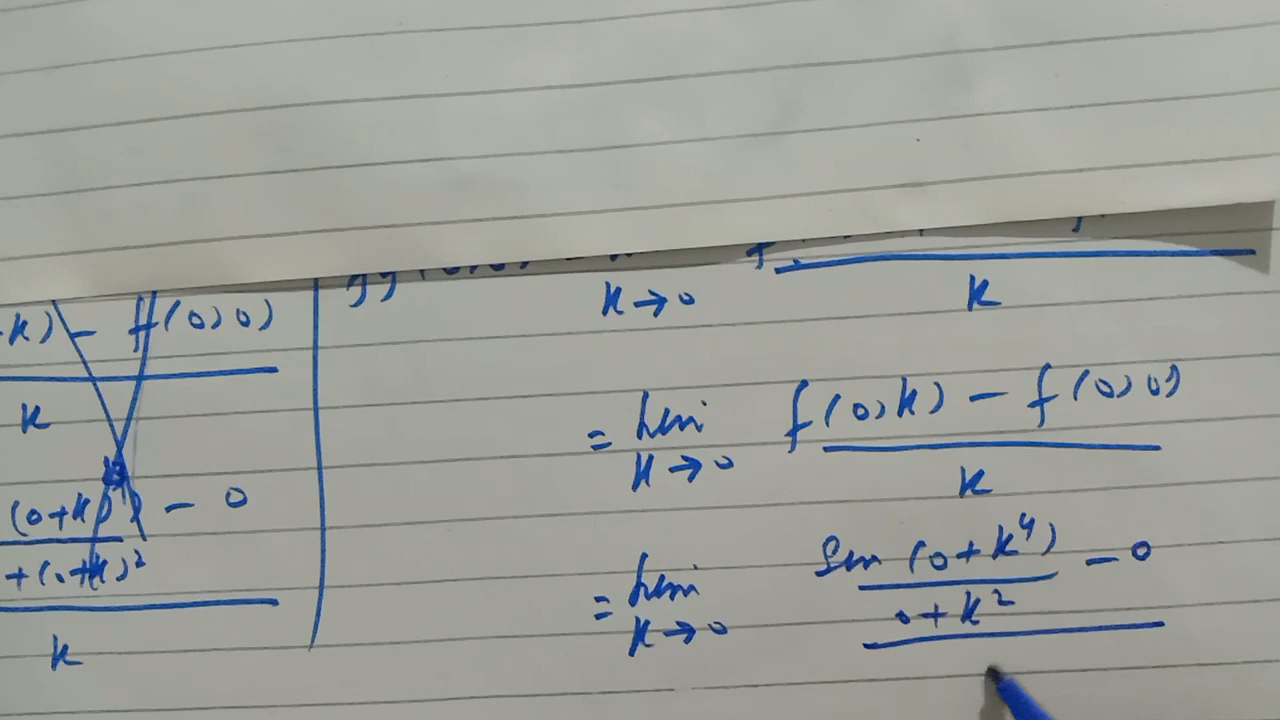 k) - f(0,0)
k
(0+k) - 0
+(0+k)²
k
k→0 k
= Lim f(0,k) - f(0,0)
k→0 k
= Lim Sin (0+k⁴) - 0
k→0 0+k²